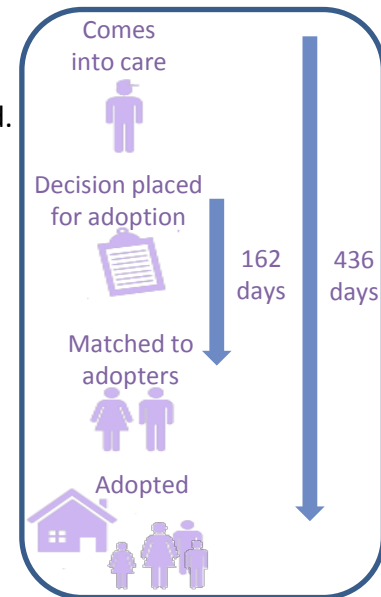 Comes
into care
Decision placed
for adoption
162
days
436
days
Matched to
adopters
Adopted